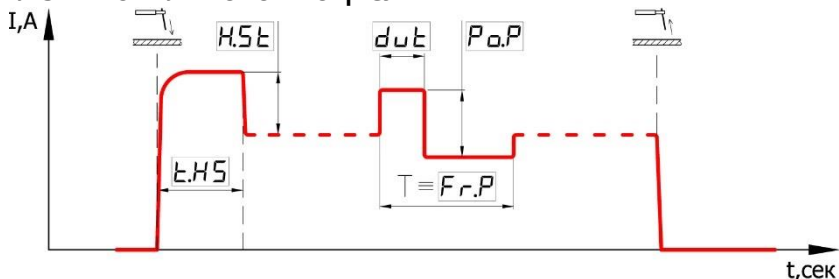 I,A
H.St
dut
Po.P
t.HS
T ≡ Fr.P
t,сек